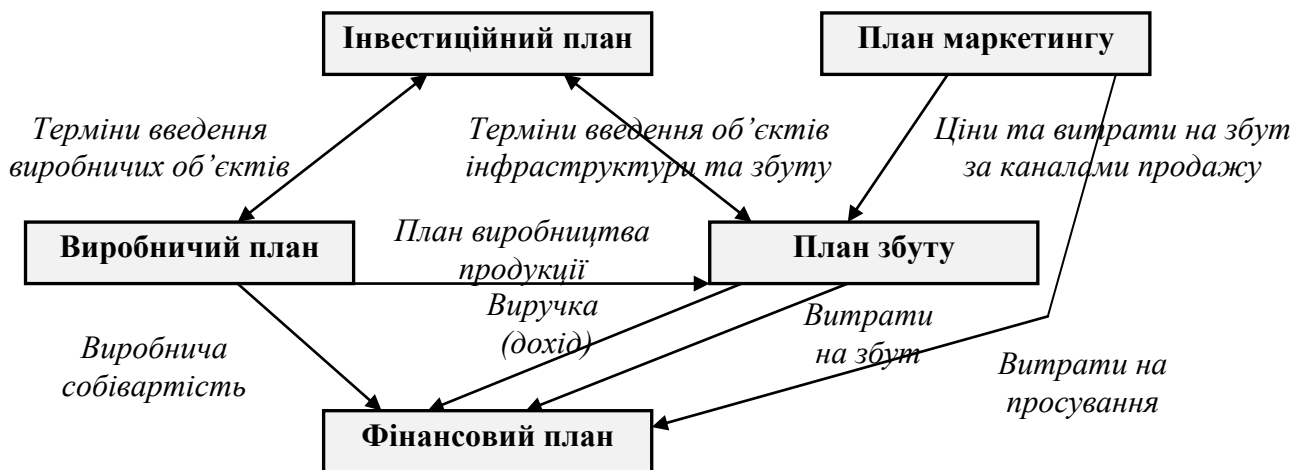 Інвестиційний план
План маркетингу
Терміни введення
виробничих об’єктів
Терміни введення об’єктів
інфраструктури та збуту
Ціни та витрати на збут
за каналами продажу
Виробничий план
План виробництва
продукції
План збуту
Виручка
(дохід)
Витрати
на збут
Виробнича
собівартість
Витрати на
просування
Фінансовий план